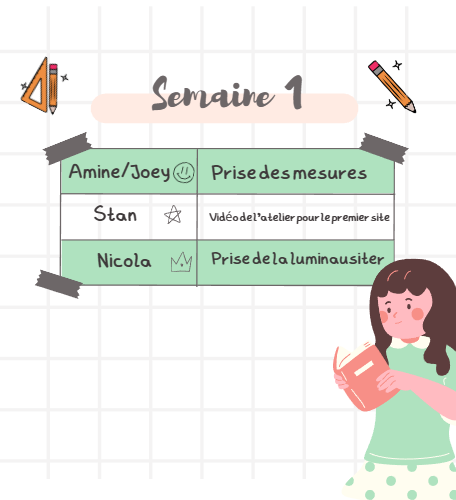 Semaine 1
Amine/Joey Prise des mesures
Stan Vidéo de l'atelier pour le premier site
Nicola Prise de la luminausiter